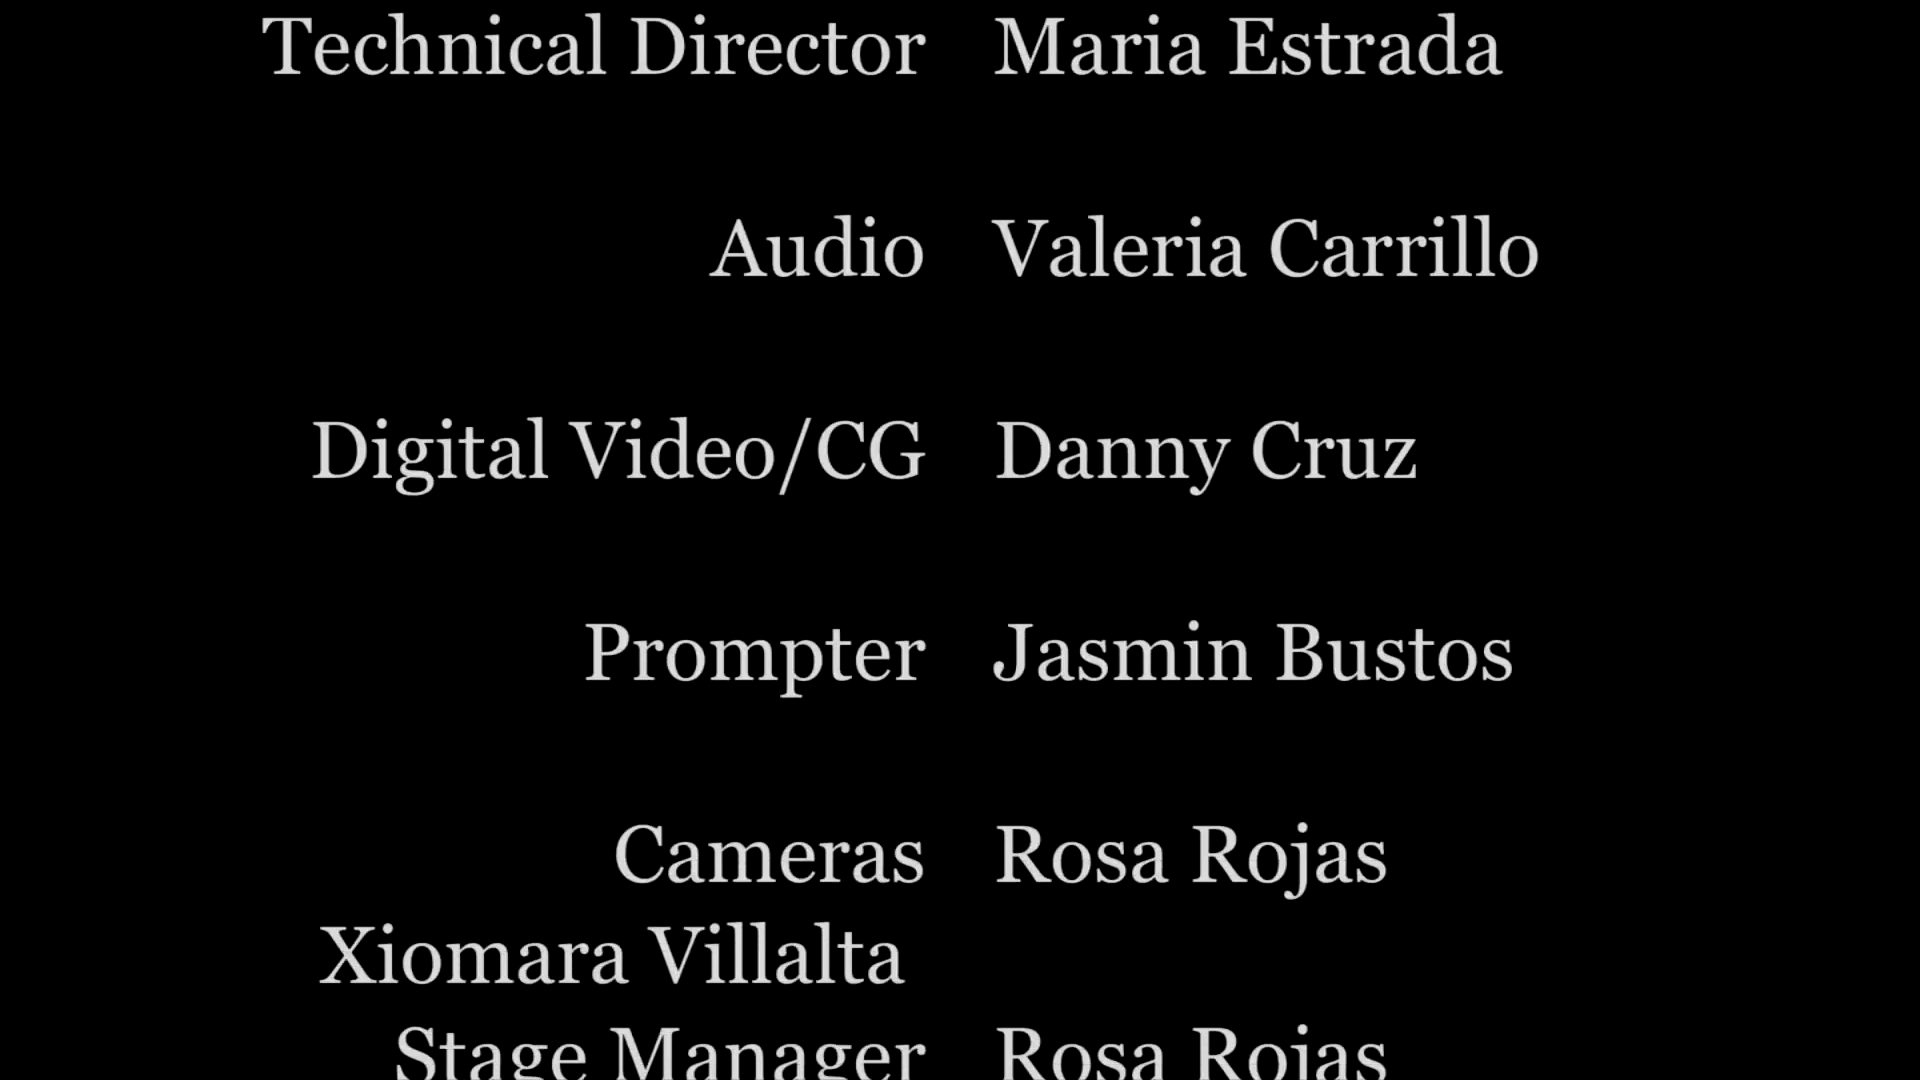 Technical Director Maria Estrada
Audio Valeria Carrillo
Digital Video/CG Danny Cruz
Prompter Jasmin Bustos
Cameras Rosa Rojas
Xiomara Villalta
Stage Manager Rosa Rojas